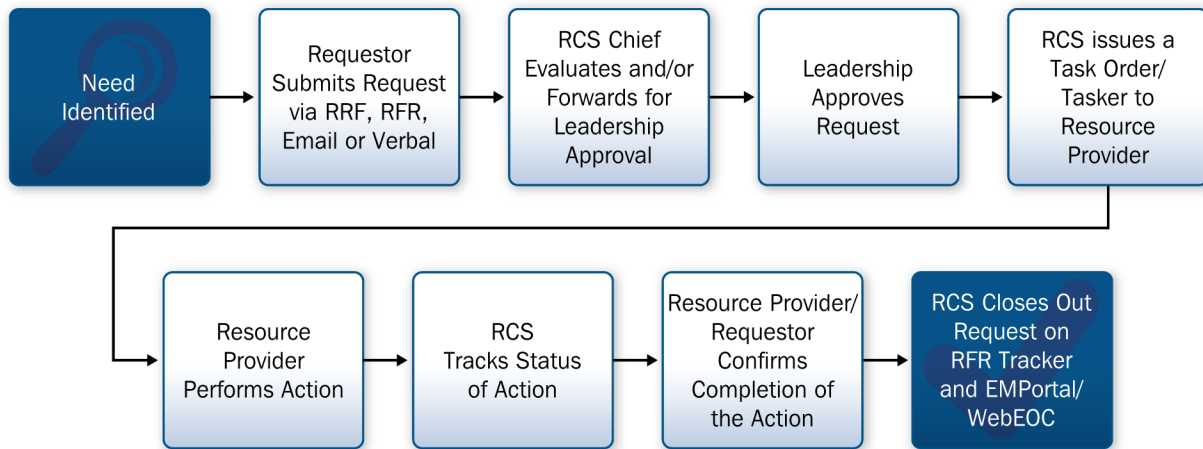 Need
Identified
Requestor
Submits Request
via RRF, RFR,
Email or Verbal
RCS Chief
Evaluates and/or
Forwards for
Leadership
Approval
Leadership
Approves
Request
RCS issues a
Task Order/
Tasker to
Resource
Provider
Resource
Provider
Performs Action
RCS
Tracks Status
of Action
Resource Provider/
Requestor
Confirms
Completion of
the Action
RCS Closes Out
Request on
RFR Tracker
and EMPortal/
WebEOC